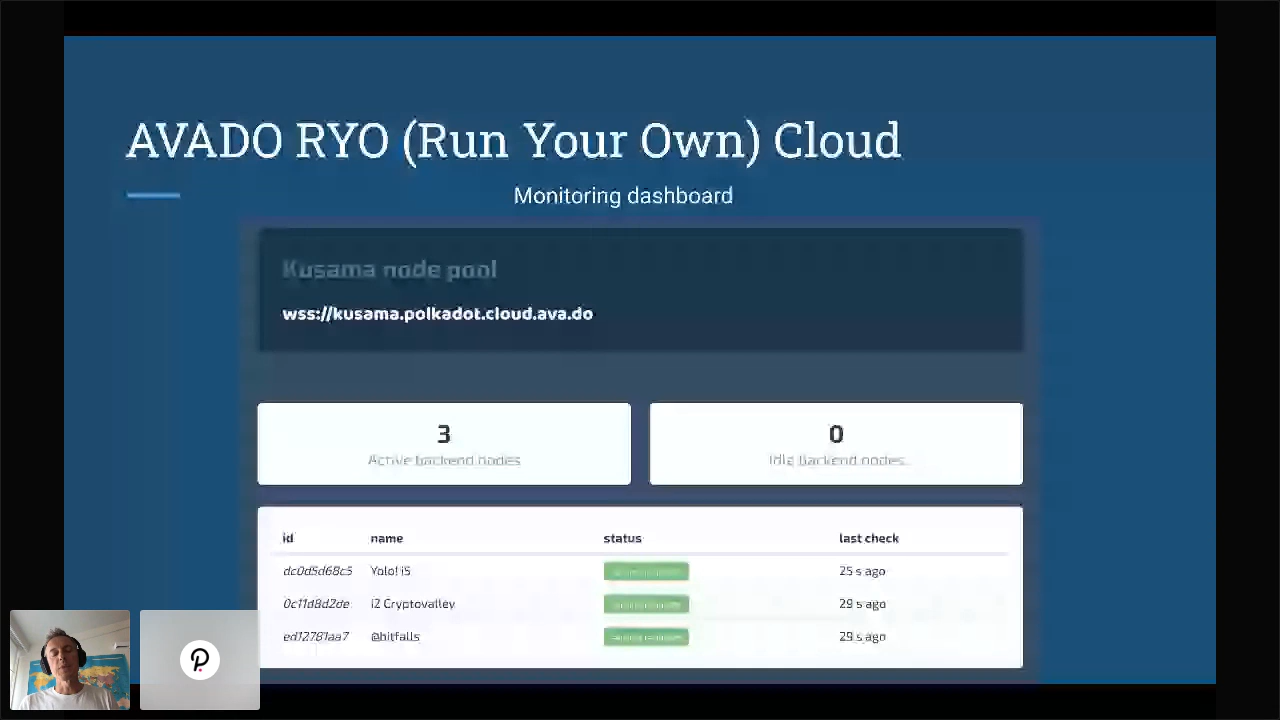 AVADO RYO (Run Your Own) Cloud
Monitoring dashboard
Kusama node pool
wss://kusama.polkadot.cloud.ava.do
3
Active backend nodes
0
Idle backend nodes
id name status last check
dc0d5d68c5 Yolo! i5 25 s ago
0c11d8d2de i2 Cryptovalley 29 s ago
ed12781aa7 @bitfalls 29 s ago